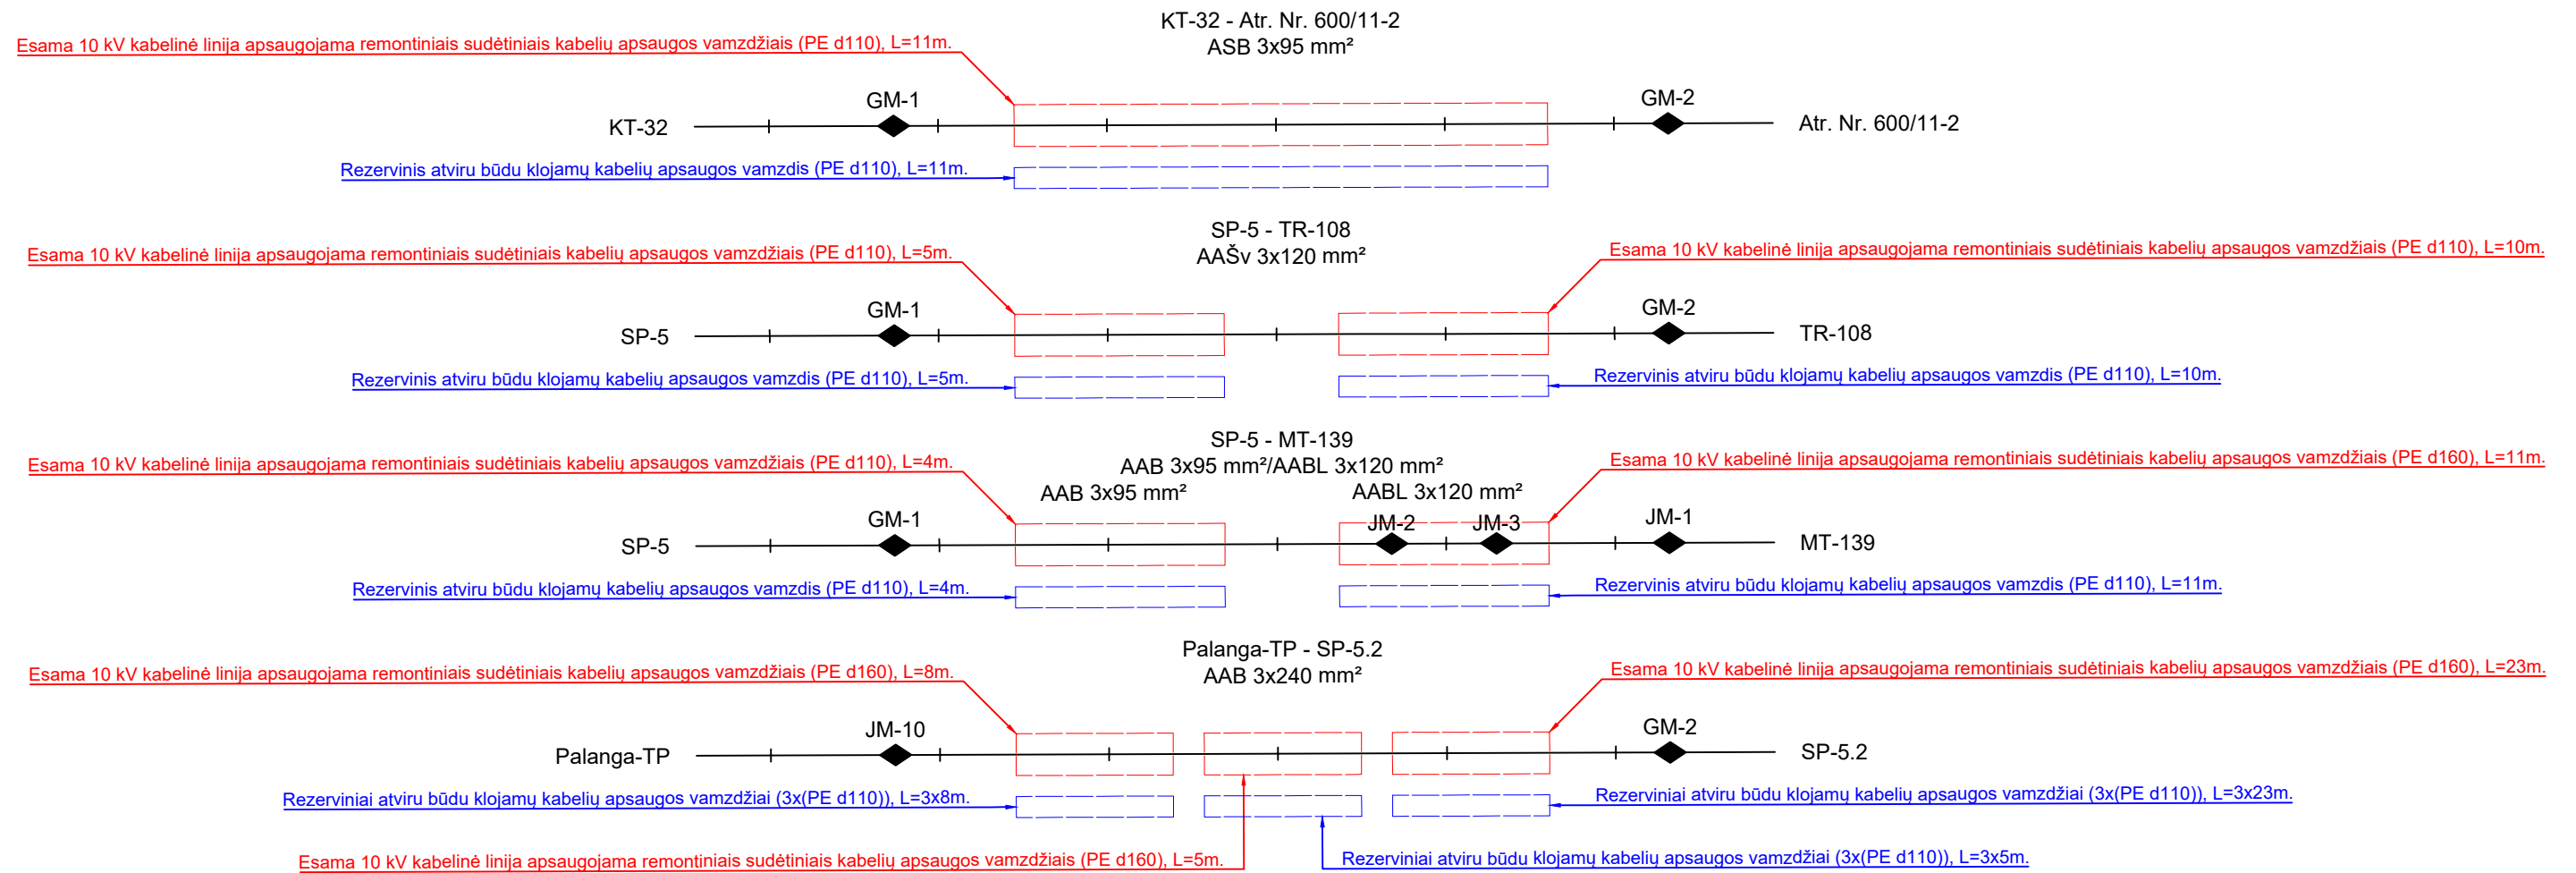 KT-32 - Atr. Nr. 600/11-2
ASB 3x95 mm²
Esama 10 kV kabelinė linija apsaugojama remontiniais sudėtiniais kabelių apsaugos vamzdžiais (PE d110), L=11m.
GM-1
GM-2
KT-32
Atr. Nr. 600/11-2
Rezervinis atviru būdu klojamų kabelių apsaugos vamzdis (PE d110), L=11m.
SP-5 - TR-108
AAŠv 3x120 mm²
Esama 10 kV kabelinė linija apsaugojama remontiniais sudėtiniais kabelių apsaugos vamzdžiais (PE d110), L=5m.
Esama 10 kV kabelinė linija apsaugojama remontiniais sudėtiniais kabelių apsaugos vamzdžiais (PE d110), L=10m.
GM-1
GM-2
SP-5
TR-108
Rezervinis atviru būdu klojamų kabelių apsaugos vamzdis (PE d110), L=5m.
Rezervinis atviru būdu klojamų kabelių apsaugos vamzdis (PE d110), L=10m.
SP-5 - MT-139
AAB 3x95 mm²/AABL 3x120 mm²
Esama 10 kV kabelinė linija apsaugojama remontiniais sudėtiniais kabelių apsaugos vamzdžiais (PE d110), L=4m.
Esama 10 kV kabelinė linija apsaugojama remontiniais sudėtiniais kabelių apsaugos vamzdžiais (PE d160), L=11m.
AAB 3x95 mm²
AABL 3x120 mm²
GM-1
JM-2
JM-3
JM-1
SP-5
MT-139
Rezervinis atviru būdu klojamų kabelių apsaugos vamzdis (PE d110), L=4m.
Rezervinis atviru būdu klojamų kabelių apsaugos vamzdis (PE d110), L=11m.
Palanga-TP - SP-5.2
AAB 3x240 mm²
Esama 10 kV kabelinė linija apsaugojama remontiniais sudėtiniais kabelių apsaugos vamzdžiais (PE d160), L=8m.
Esama 10 kV kabelinė linija apsaugojama remontiniais sudėtiniais kabelių apsaugos vamzdžiais (PE d160), L=23m.
JM-10
GM-2
Palanga-TP
SP-5.2
Rezerviniai atviru būdu klojamų kabelių apsaugos vamzdžiai (3x(PE d110)), L=3x8m.
Rezerviniai atviru būdu klojamų kabelių apsaugos vamzdžiai (3x(PE d110)), L=3x23m.
Esama 10 kV kabelinė linija apsaugojama remontiniais sudėtiniais kabelių apsaugos vamzdžiais (PE d160), L=5m.
Rezerviniai atviru būdu klojamų kabelių apsaugos vamzdžiai (3x(PE d110)), L=3x5m.